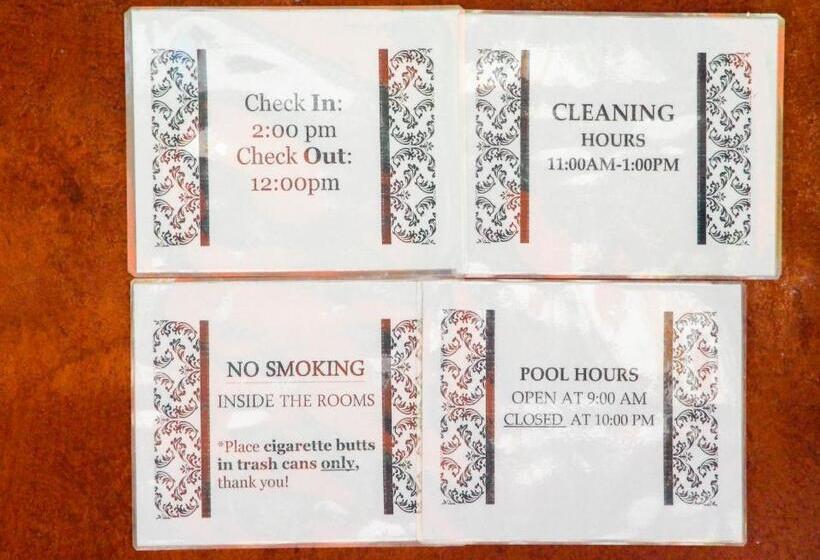 Check In:
2:00 pm
Check Out:
12:00pm
CLEANING
HOURS
11:00AM-1:00PM
NO SMOKING
INSIDE THE ROOMS
*Place cigarette butts
in trash cans only,
thank you!
POOL HOURS
OPEN AT 9:00 AM
CLOSED AT 10:00 PM